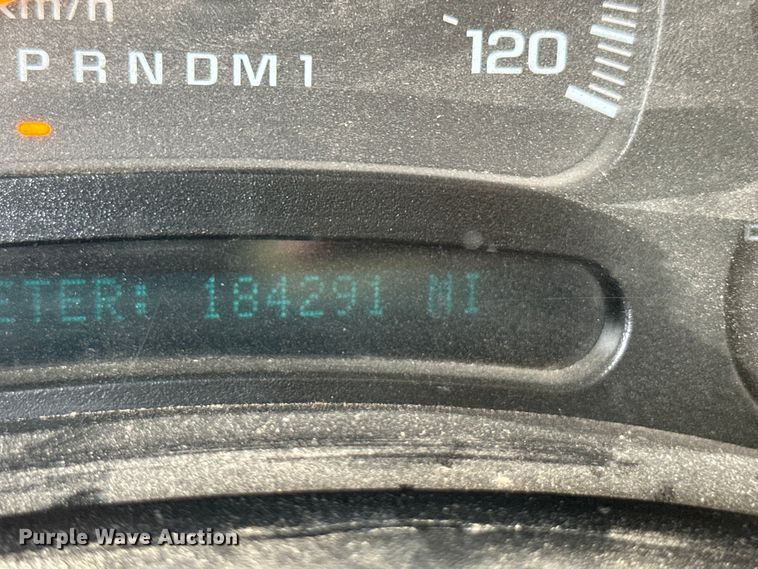 km/h
120
P R N D M 1
ETER: 184291 MI
Purple Wave Auction